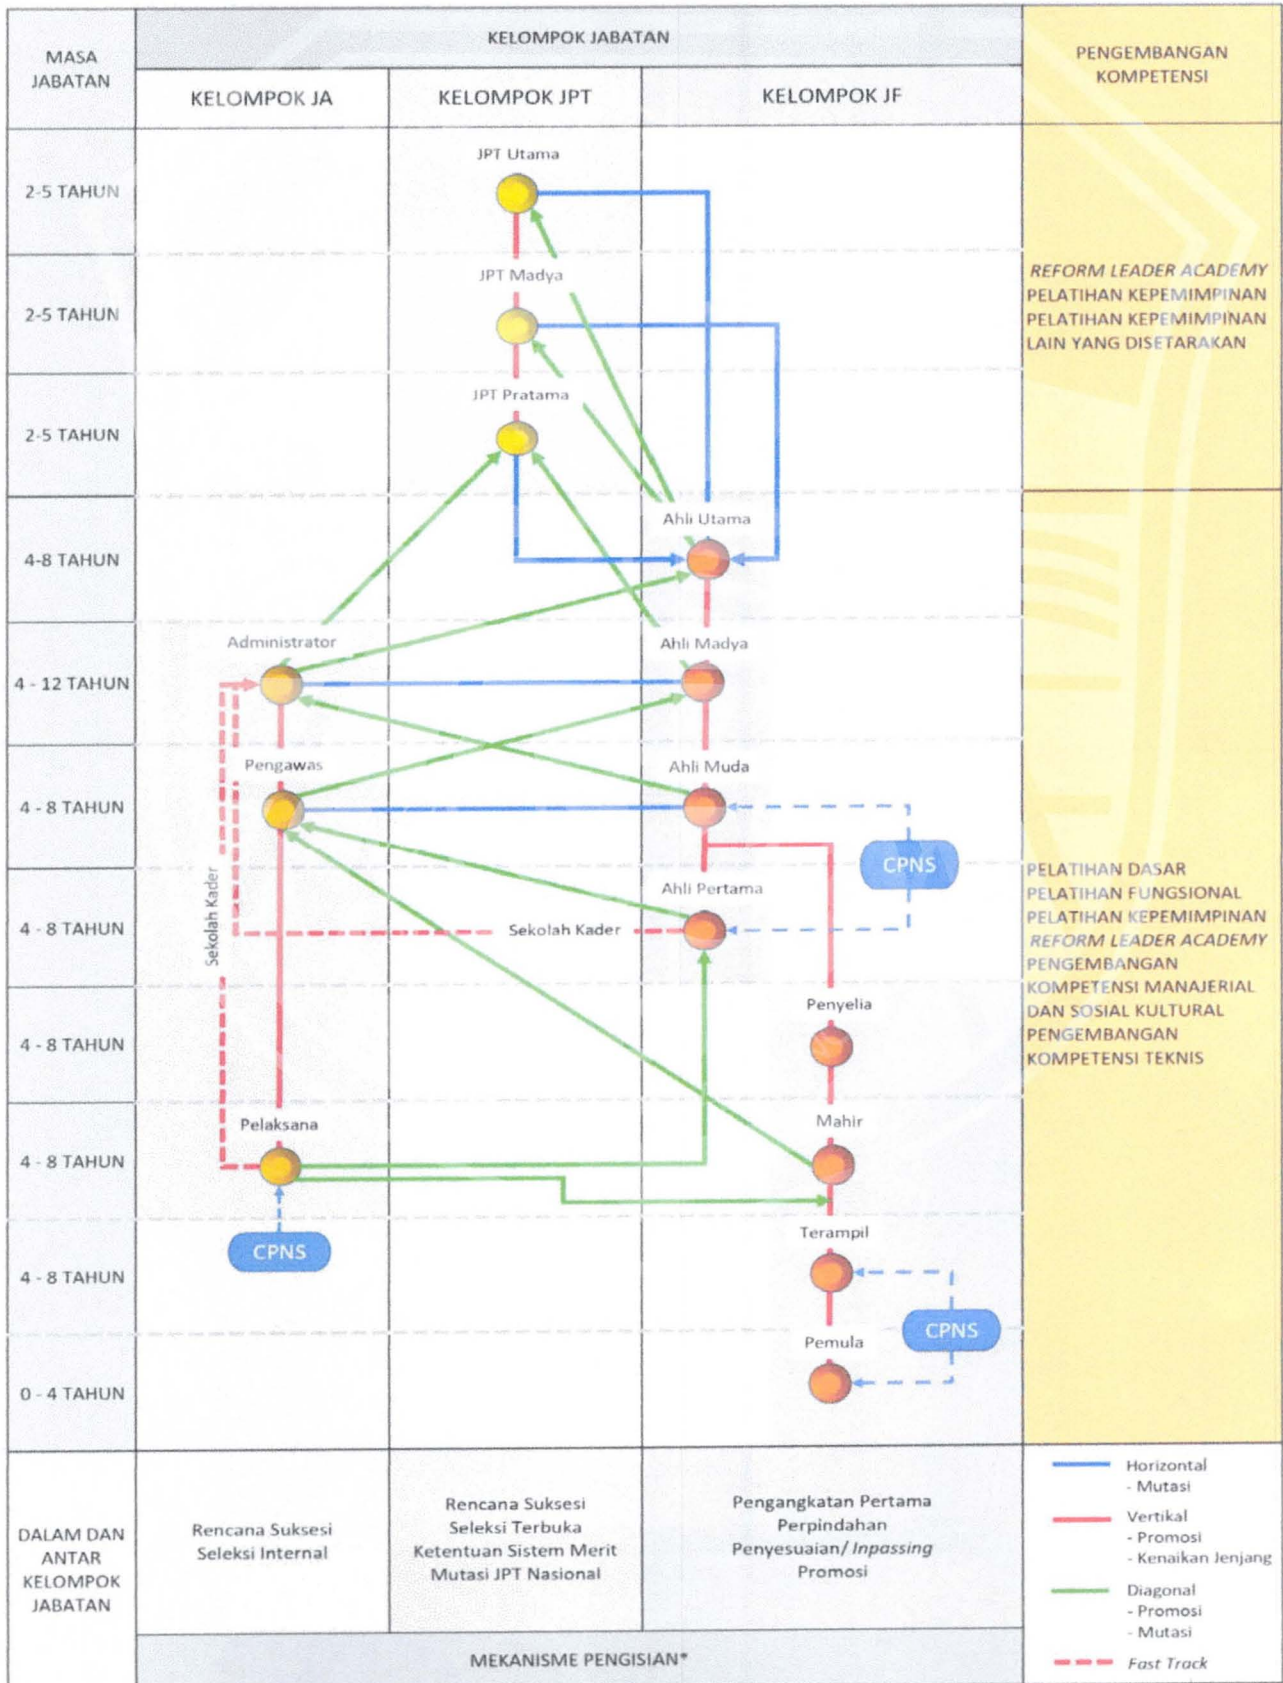 MASA
JABATAN
KELOMPOK JABATAN
PENGEMBANGAN
KOMPETENSI
KELOMPOK JA
KELOMPOK JPT
KELOMPOK JF
2-5 TAHUN
JPT Utama
2-5 TAHUN
JPT Madya
REFORM LEADER ACADEMY
PELATIHAN KEPEMIMPINAN
PELATIHAN KEPEMIMPINAN
LAIN YANG DISETARAKAN
2-5 TAHUN
JPT Pratama
4-8 TAHUN
Ahli Utama
4 - 12 TAHUN
Administrator
Ahli Madya
4 - 8 TAHUN
Pengawas
Ahli Muda
CPNS
4 - 8 TAHUN
Sekolah Kader
Sekolah Kader
Ahli Pertama
PELATIHAN DASAR
PELATIHAN FUNGSIONAL
PELATIHAN KEPEMIMPINAN
REFORM LEADER ACADEMY
PENGEMBANGAN
KOMPETENSI MANAJERIAL
DAN SOSIAL KULTURAL
PENGEMBANGAN
KOMPETENSI TEKNIS
4 - 8 TAHUN
Penyelia
4 - 8 TAHUN
Pelaksana
Mahir
CPNS
4 - 8 TAHUN
Terampil
CPNS
0 - 4 TAHUN
Pemula
DALAM DAN
ANTAR
KELOMPOK
JABATAN
Rencana Suksesi
Seleksi Internal
Rencana Suksesi
Seleksi Terbuka
Ketentuan Sistem Merit
Mutasi JPT Nasional
Pengangkatan Pertama
Perpindahan
Penyesuaian/ Inpassing
Promosi
MEKANISME PENGISIAN*
Horizontal
- Mutasi
Vertikal
- Promosi
- Kenaikan Jenjang
Diagonal
- Promosi
- Mutasi
Fast Track